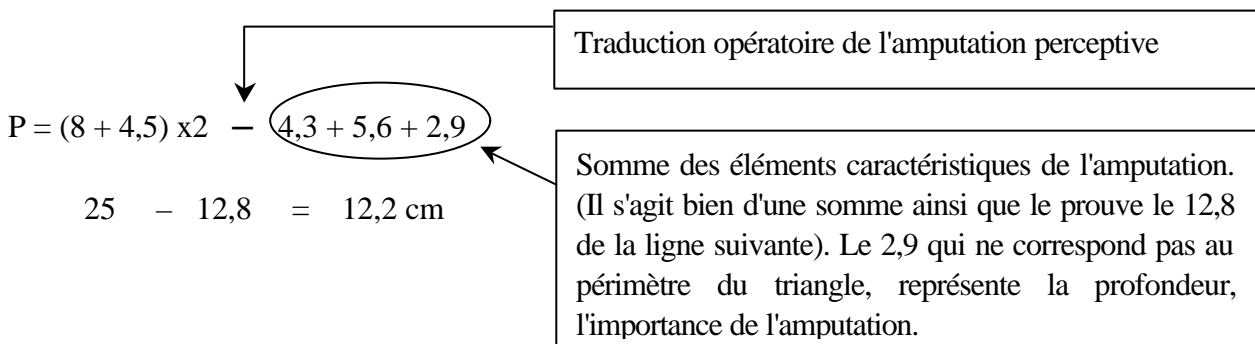 Traduction opératoire de l'amputation perceptive
P = (8 + 4,5) x2 – 4,3 + 5,6 + 2,9
25 – 12,8 = 12,2 cm
Somme des éléments caractéristiques de l'amputation.
(Il s'agit bien d'une somme ainsi que le prouve le 12,8
de la ligne suivante). Le 2,9 qui ne correspond pas au
périmètre du triangle, représente la profondeur,
l'importance de l'amputation.